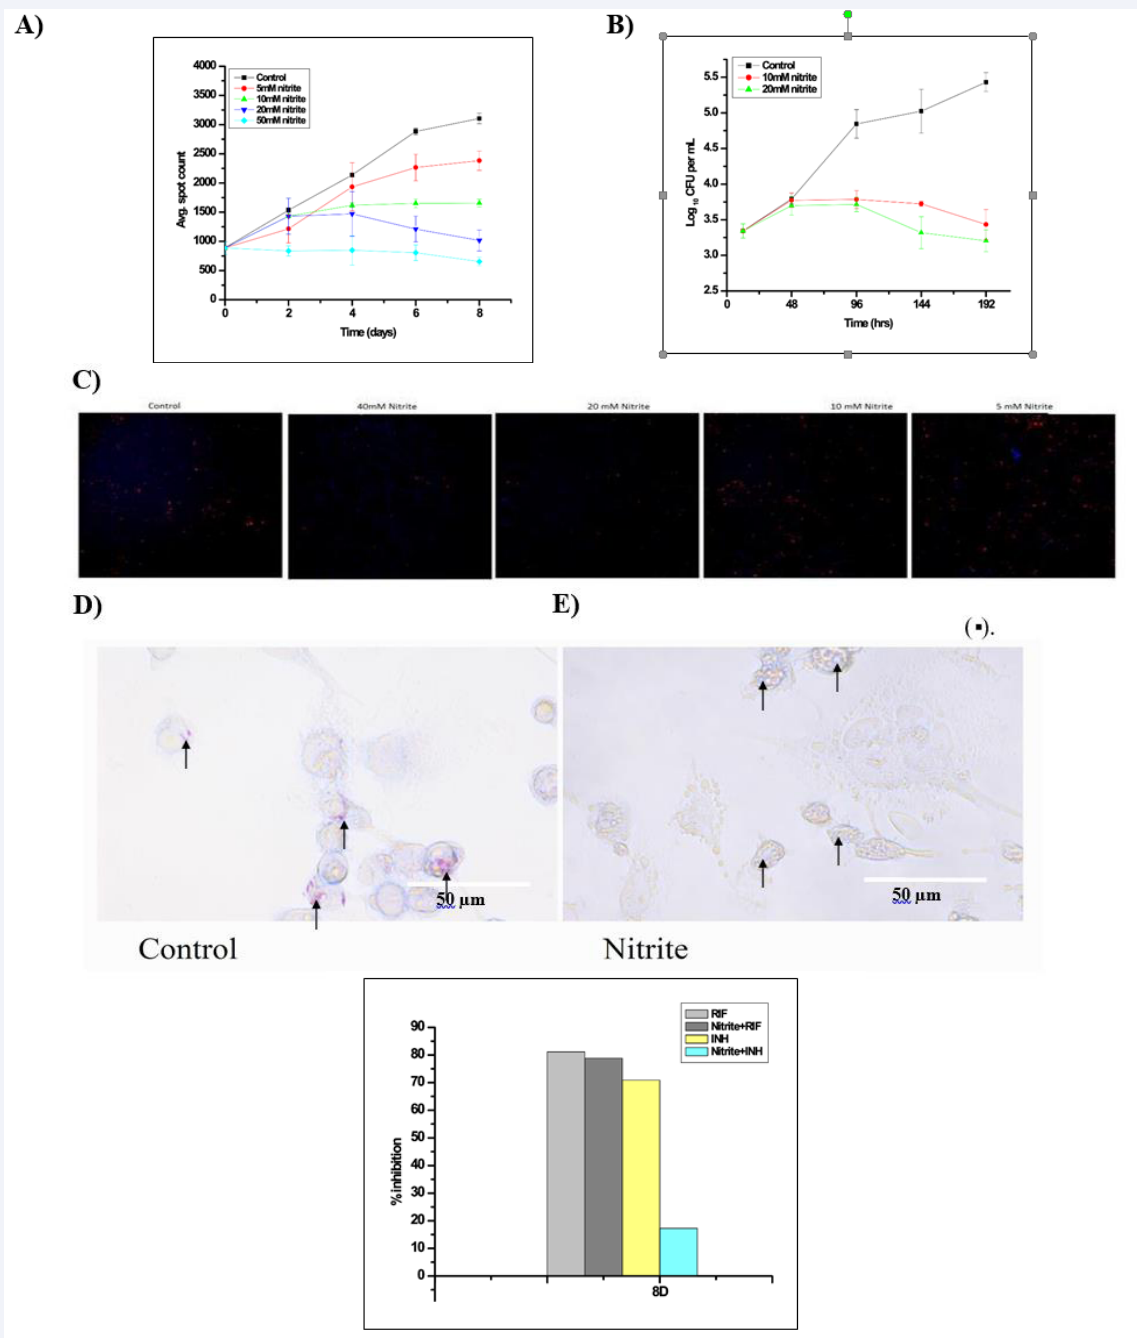 A)
B)
4000
3500
3000
2500
2000
1500
1000
500
0
Control
5mM nitrite
10mM nitrite
20mM nitrite
50mM nitrite
Avg. spot count
0 2 4 6 8
Time (days)
5.5
5.0
4.5
4.0
3.5
3.0
2.5
Control
10mM nitrite
20mM nitrite
Log 10 CFU per mL
0 48 96 144 192
Time (hrs)
C)
Control 40mM Nitrite 20 mM Nitrite 10 mM Nitrite 5 mM Nitrite
D)
E)
(▪).
50 µm
50 µm
Control
Nitrite
90
80
70
60
50
40
30
20
10
0
RIF
Nitrite+RIF
INH
Nitrite+INH
% inhibition
8D